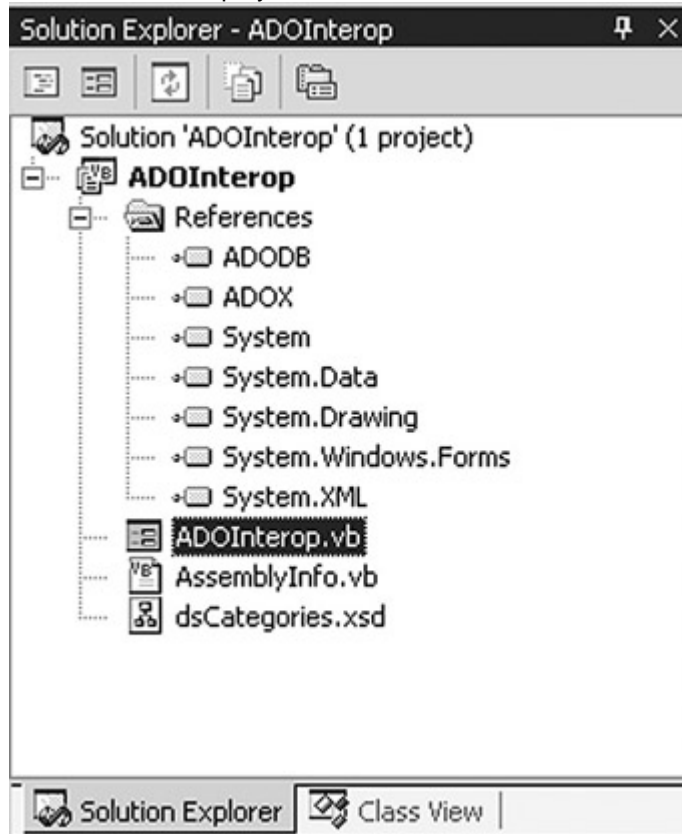 Solution Explorer - ADOInterop
Solution 'ADOInterop' (1 project)
ADOInterop
References
ADODB
ADOX
System
System.Data
System.Drawing
System.Windows.Forms
System.XML
ADOInterop.vb
AssemblyInfo.vb
dsCategories.xsd
Solution Explorer
Class View